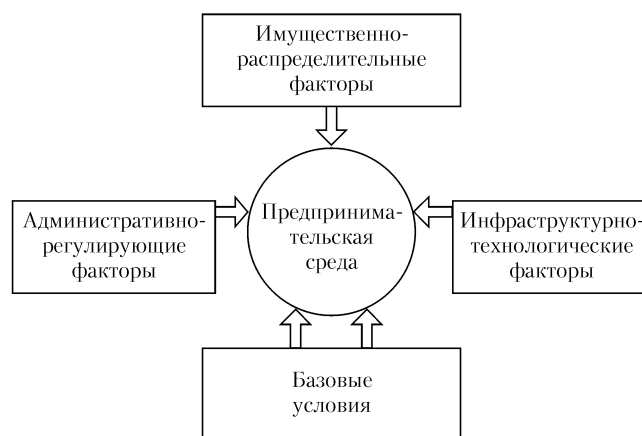 Имущественно-
распределительные
факторы
Административно-
регулирующие
факторы
Предпринима-
тельская
среда
Инфраструктурно-
технологические
факторы
Базовые
условия